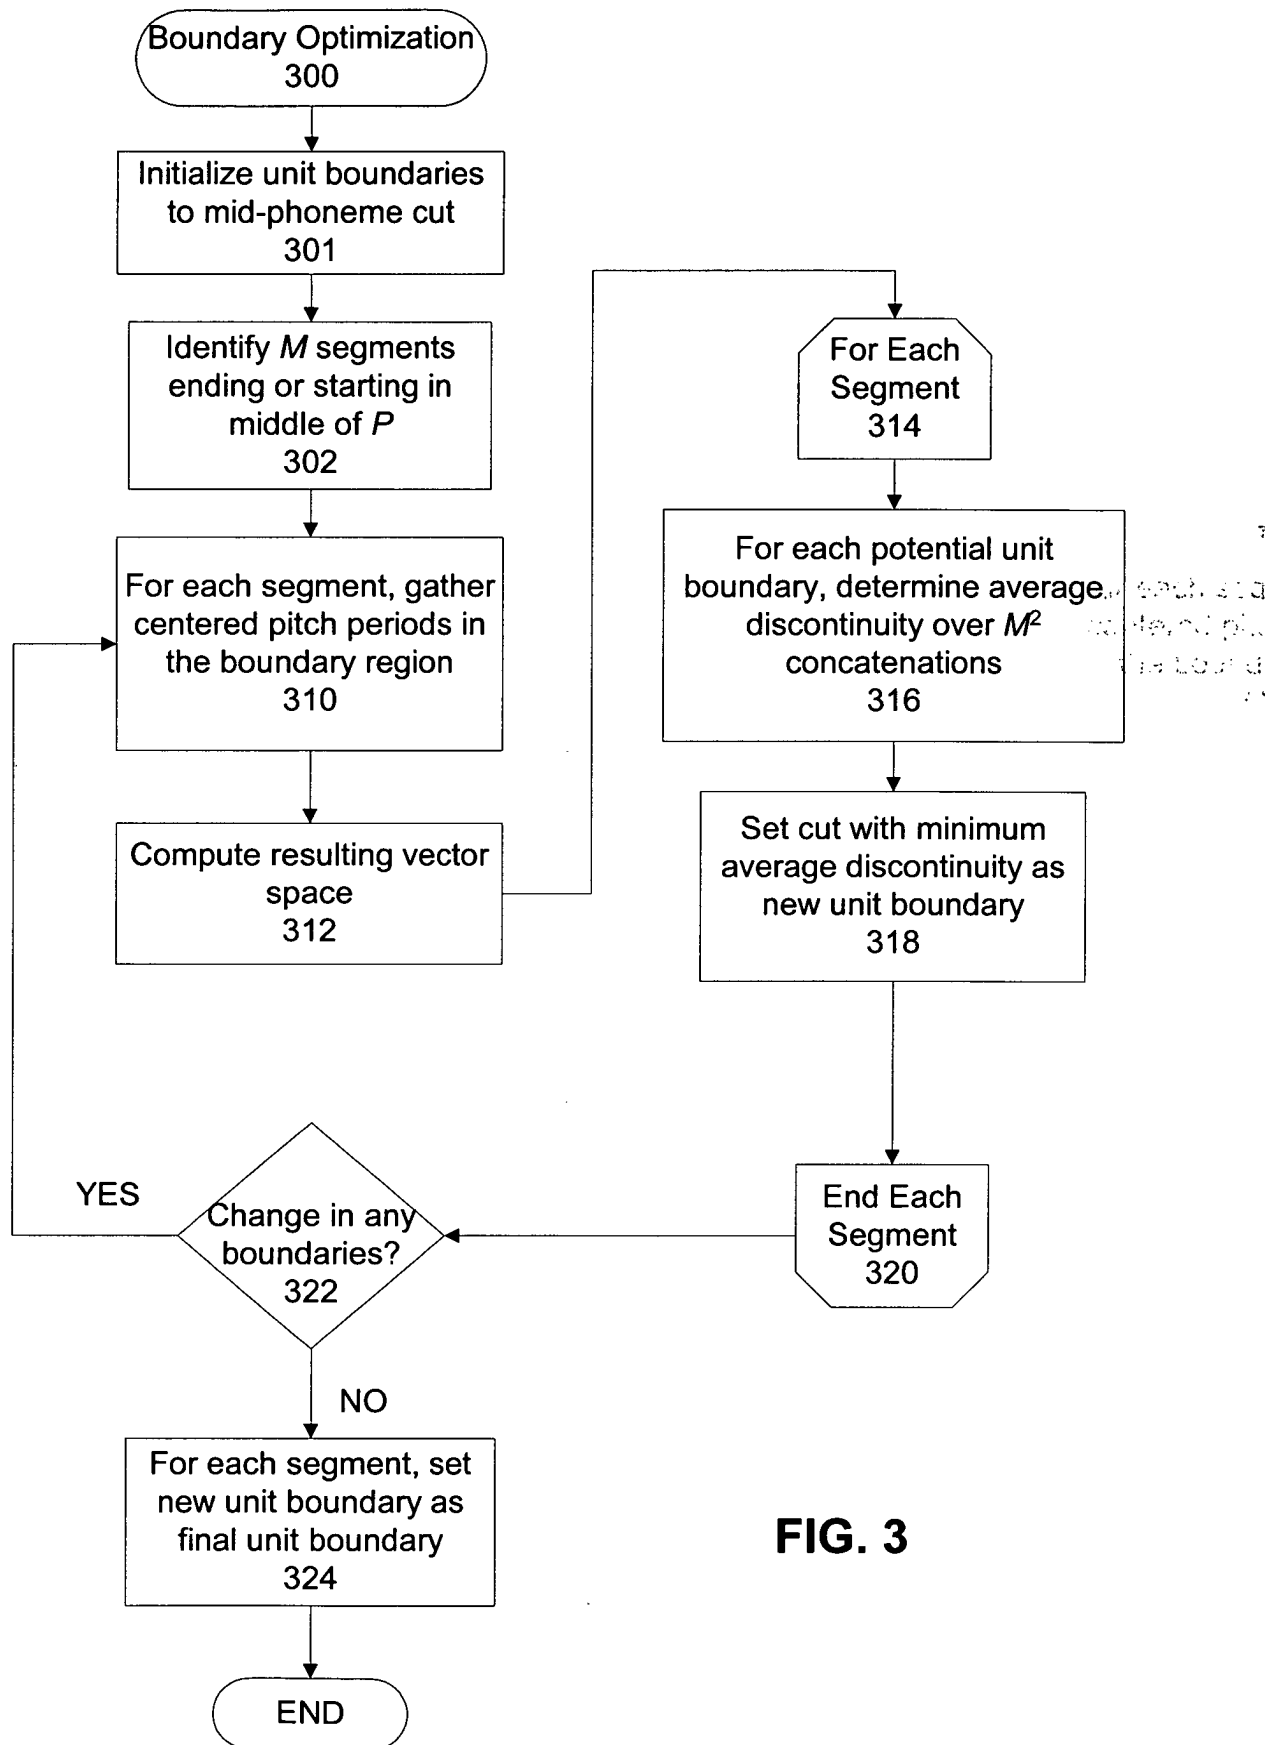 Boundary Optimization
300
Initialize unit boundaries
to mid-phoneme cut
301
Identify M segments
ending or starting in
middle of P
302
For each segment, gather
centered pitch periods in
the boundary region
310
Compute resulting vector
space
312
For Each
Segment
314
For each potential unit
boundary, determine average
discontinuity over M²
concatenations
316
Set cut with minimum
average discontinuity as
new unit boundary
318
End Each
Segment
320
YES
Change in any
boundaries?
322
NO
For each segment, set
new unit boundary as
final unit boundary
324
FIG. 3
END